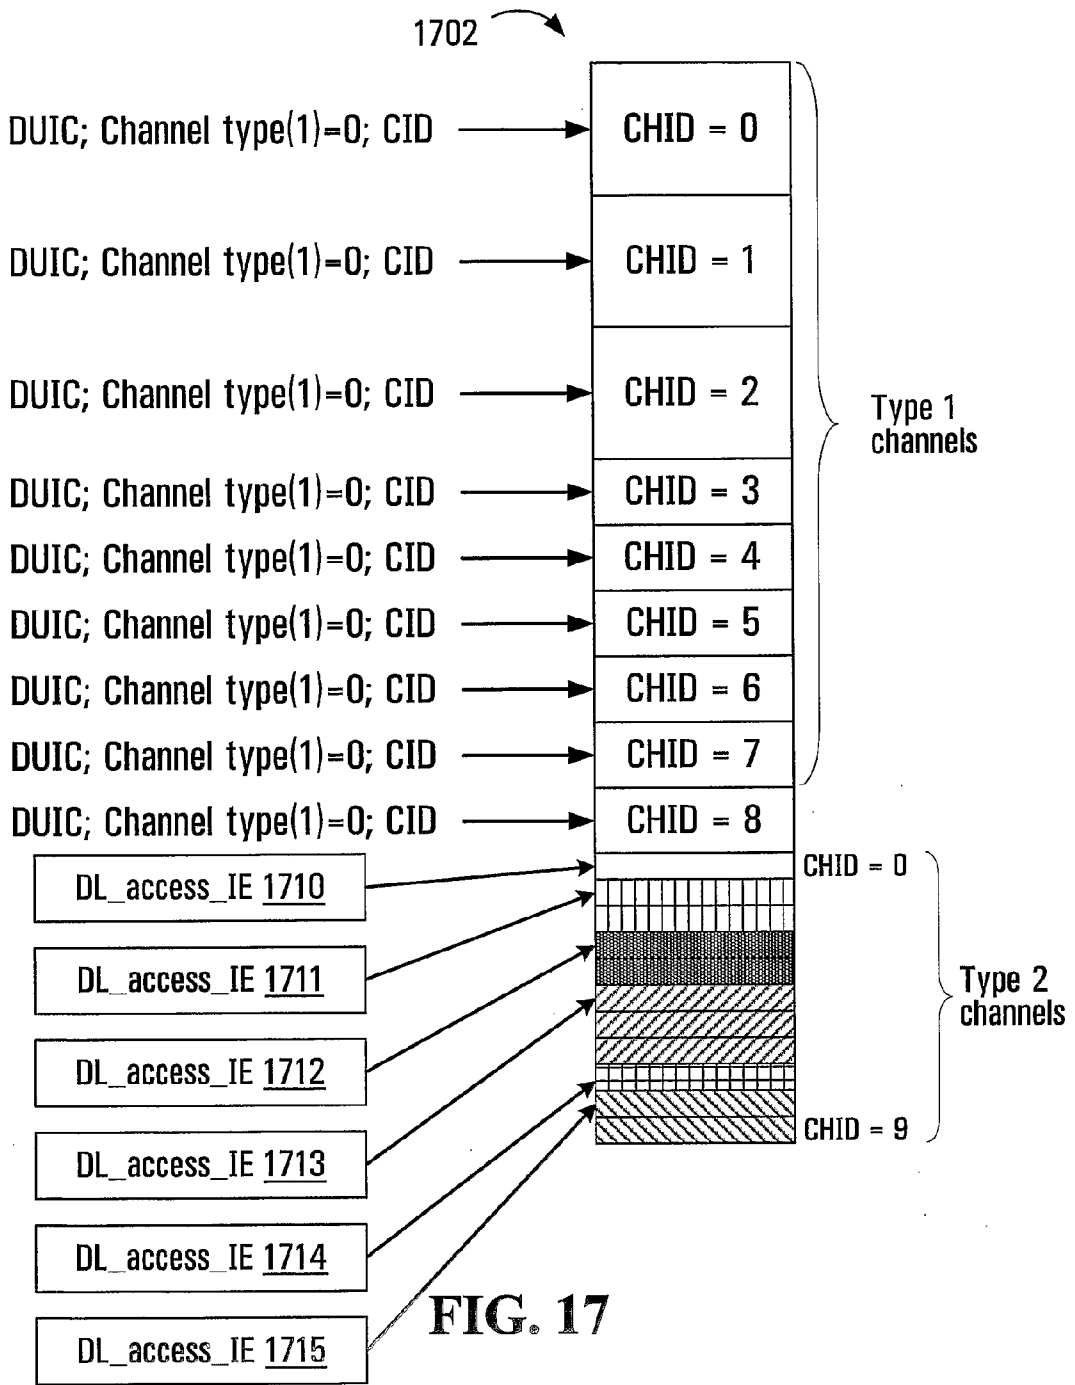 1702
DUIC; Channel type(1)=0; CID
CHID = 0
DUIC; Channel type(1)=0; CID
CHID = 1
DUIC; Channel type(1)=0; CID
CHID = 2
Type 1
channels
DUIC; Channel type(1)=0; CID
CHID = 3
DUIC; Channel type(1)=0; CID
CHID = 4
DUIC; Channel type(1)=0; CID
CHID = 5
DUIC; Channel type(1)=0; CID
CHID = 6
DUIC; Channel type(1)=0; CID
CHID = 7
DUIC; Channel type(1)=0; CID
CHID = 8
DL_access_IE 1710
CHID = 0
DL_access_IE 1711
Type 2
channels
DL_access_IE 1712
CHID = 9
DL_access_IE 1713
DL_access_IE 1714
DL_access_IE 1715
FIG. 17